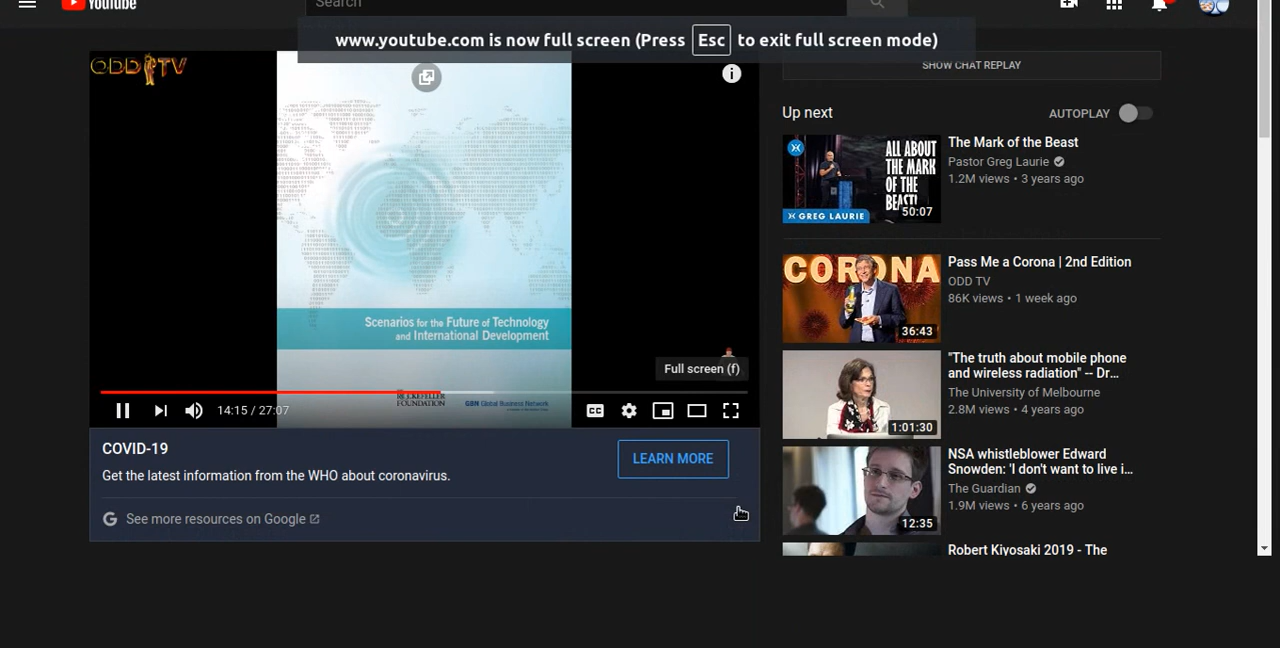 YouTube
Search
www.youtube.com is now full screen (Press Esc to exit full screen mode)
ODD TV
Scenarios for the Future of Technology
and International Development
ROCKEFELLER
FOUNDATION
GBN Global Business Network
Full screen (f)
14:15 / 27:07
CC
COVID-19
Get the latest information from the WHO about coronavirus.
LEARN MORE
See more resources on Google
SHOW CHAT REPLAY
Up next
AUTOPLAY
ALL ABOUT
THE MARK
OF THE
BEAST
GREG LAURIE
50:07
The Mark of the Beast
Pastor Greg Laurie
1.2M views • 3 years ago
CORONA
36:43
Pass Me a Corona | 2nd Edition
ODD TV
86K views • 1 week ago
1:01:30
"The truth about mobile phone
and wireless radiation" -- Dr...
The University of Melbourne
2.8M views • 4 years ago
12:35
NSA whistleblower Edward
Snowden: 'I don't want to live i...
The Guardian
1.9M views • 6 years ago
Robert Kiyosaki 2019 - The